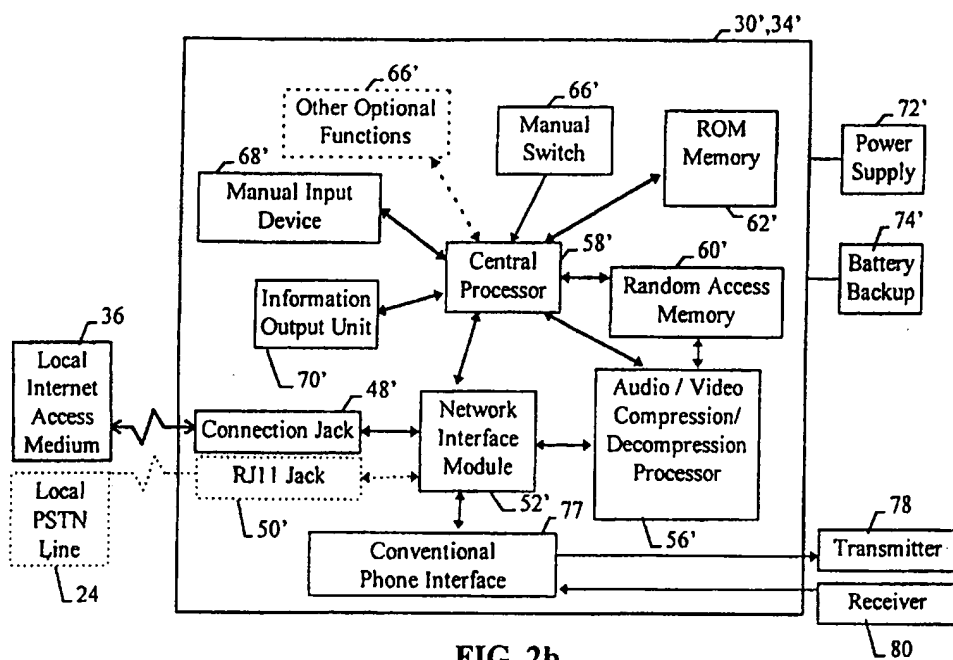 30',34'
66'
Other Optional
Functions
66'
Manual
Switch
ROM
Memory
62'
72'
Power
Supply
68'
Manual Input
Device
58'
Central
Processor
60'
Random Access
Memory
74'
Battery
Backup
Information
Output Unit
70'
36
Local
Internet
Access
Medium
48'
Connection Jack
RJ11 Jack
50'
Network
Interface
Module
52'
Audio / Video
Compression/
Decompression
Processor
56'
Local
PSTN
Line
24
77
Conventional
Phone Interface
78
Transmitter
Receiver
80
FIG. 2b